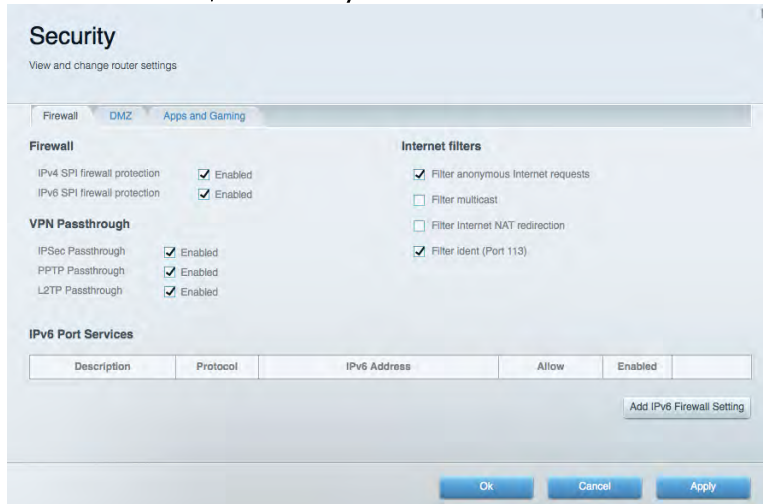 Security
View and change router settings
Firewall DMZ Apps and Gaming
Firewall
IPv4 SPI firewall protection Enabled
IPv6 SPI firewall protection Enabled
VPN Passthrough
IPSec Passthrough Enabled
PPTP Passthrough Enabled
L2TP Passthrough Enabled
Internet filters
Filter anonymous Internet requests
Filter multicast
Filter Internet NAT redirection
Filter ident (Port 113)
IPv6 Port Services
Description Protocol IPv6 Address Allow Enabled
Add IPv6 Firewall Setting
Ok Cancel Apply